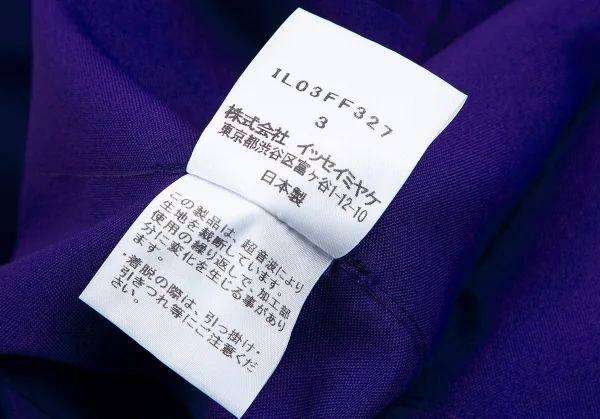 IL03FF327
3
株式会社 イッセイミヤケ
東京都渋谷区富ヶ谷1-12-10
日本製
この製品は、超音波により
生地を裁断しています。
使用の繰り返しで、加工部
分に変化を生じる事があり
ます。
・着脱の際は、引っ掛け・
引きつれ等にご注意くだ
さい。